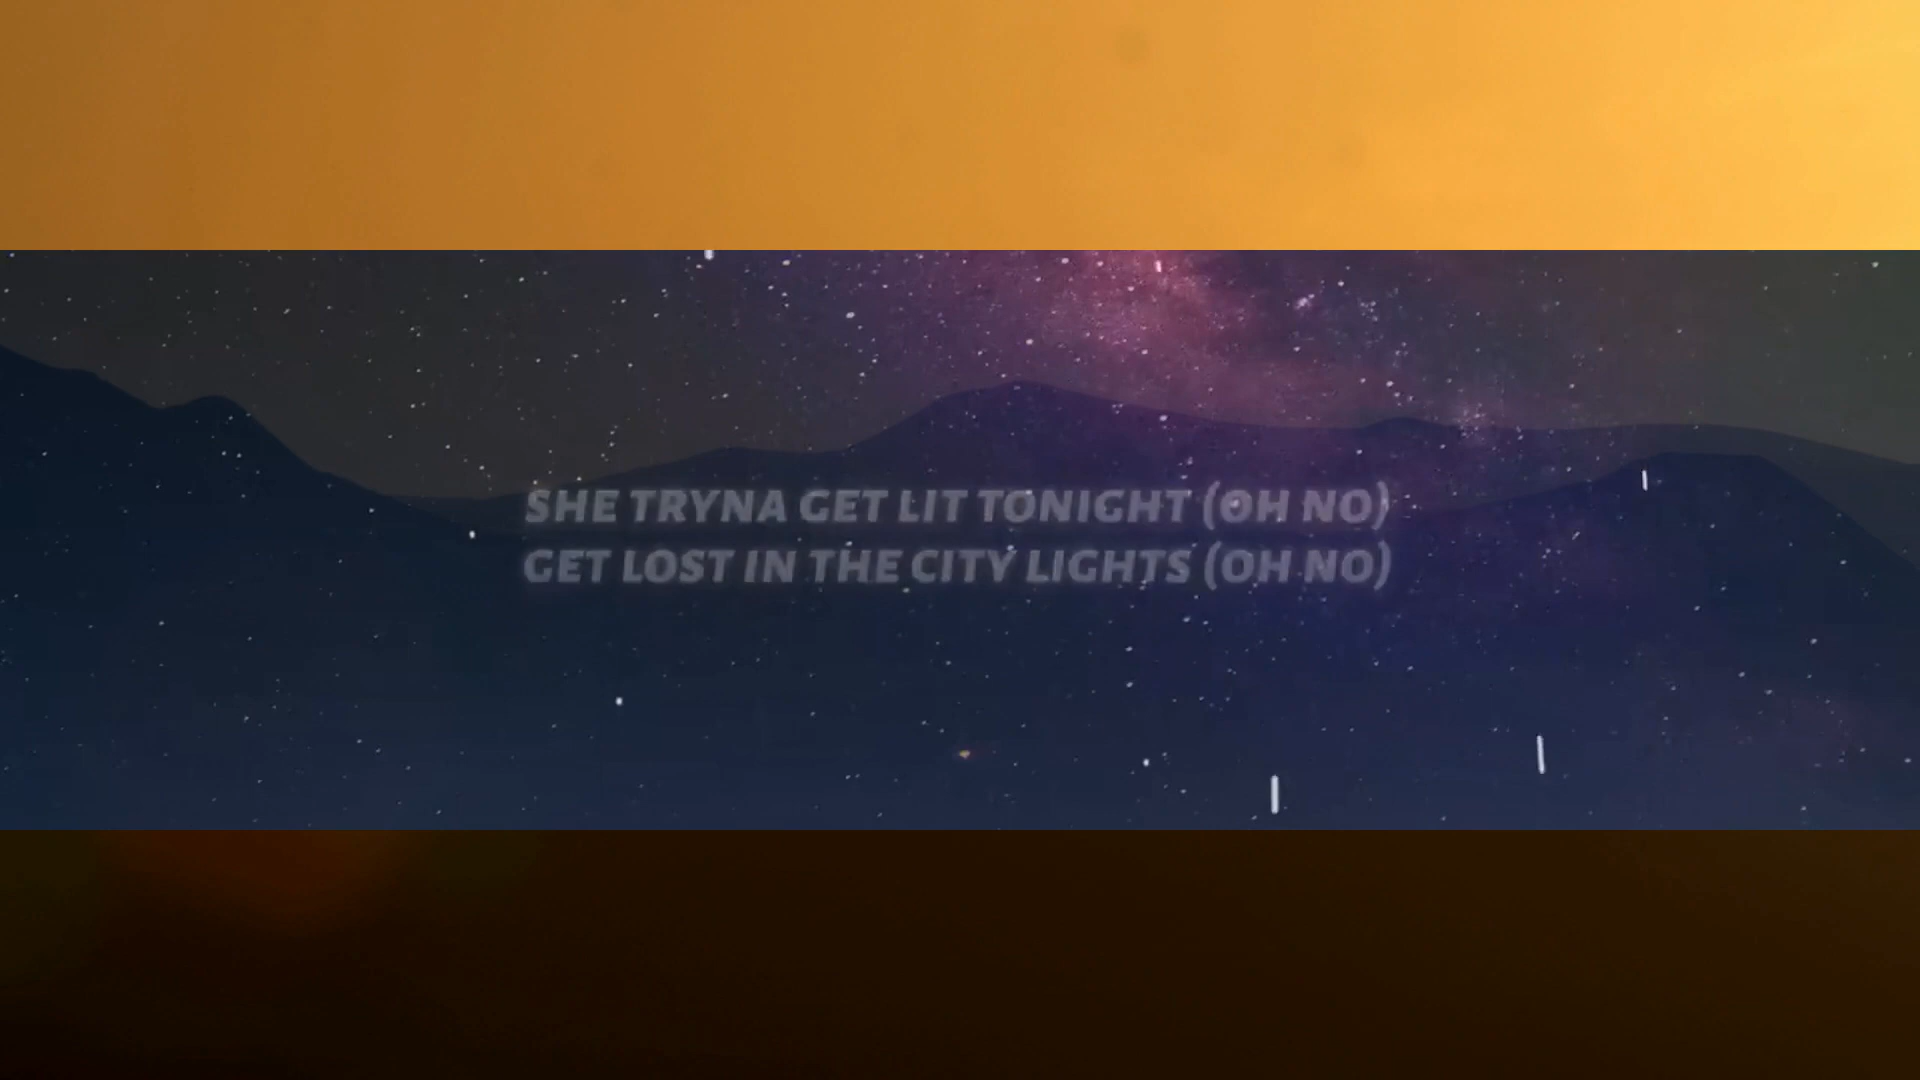 SHE TRYNA GET LIT TONIGHT (OH NO)
GET LOST IN THE CITY LIGHTS (OH NO)